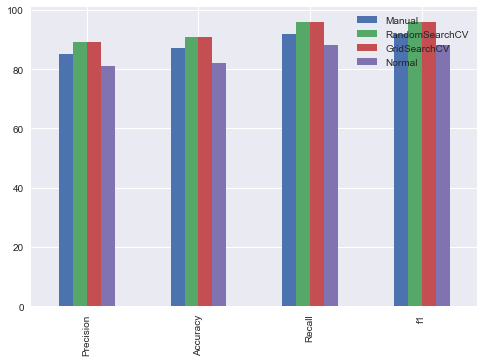 100
80
60
40
20
0
Manual
RandomSearchCV
GridSearchCV
Normal
Precision
Accuracy
Recall
f1